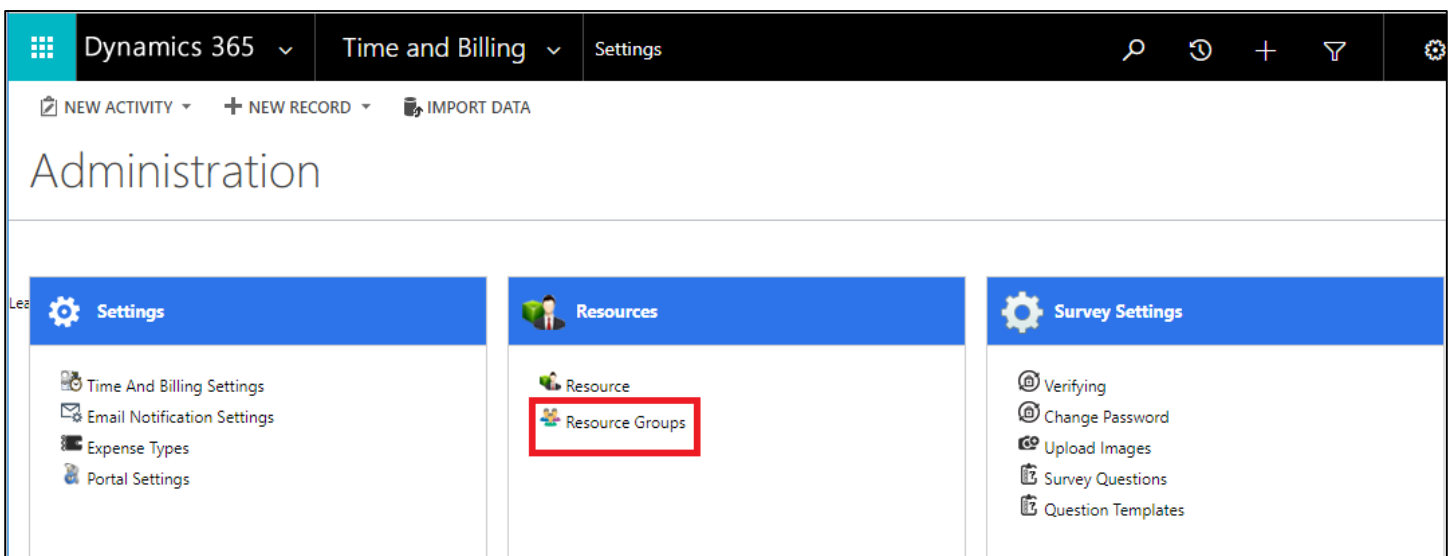 Dynamics 365 Time and Billing Settings
NEW ACTIVITY NEW RECORD IMPORT DATA
Administration
Lea
Settings
Time And Billing Settings
Email Notification Settings
Expense Types
Portal Settings
Resources
Resource
Resource Groups
Survey Settings
Verifying
Change Password
Upload Images
Survey Questions
Question Templates